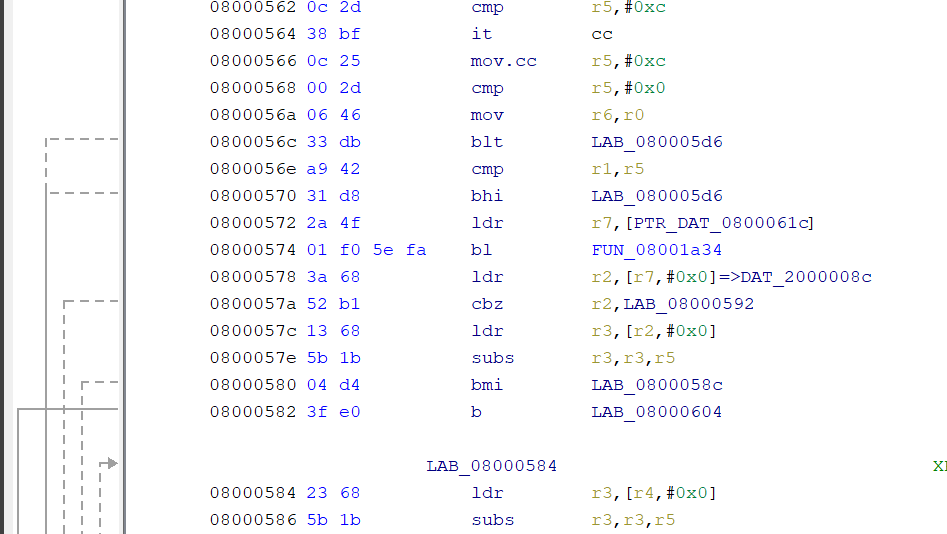 08000562 0c 2d cmp r5,#0xc
08000564 38 bf it cc
08000566 0c 25 mov.cc r5,#0xc
08000568 00 2d cmp r5,#0x0
0800056a 06 46 mov r6,r0
0800056c 33 db blt LAB_080005d6
0800056e a9 42 cmp r1,r5
08000570 31 d8 bhi LAB_080005d6
08000572 2a 4f ldr r7,[PTR_DAT_0800061c]
08000574 01 f0 5e fa bl FUN_08001a34
08000578 3a 68 ldr r2,[r7,#0x0]=>DAT_2000008c
0800057a 52 b1 cbz r2,LAB_08000592
0800057c 13 68 ldr r3,[r2,#0x0]
0800057e 5b 1b subs r3,r3,r5
08000580 04 d4 bmi LAB_0800058c
08000582 3f e0 b LAB_08000604
LAB_08000584
08000584 23 68 ldr r3,[r4,#0x0]
08000586 5b 1b subs r3,r3,r5